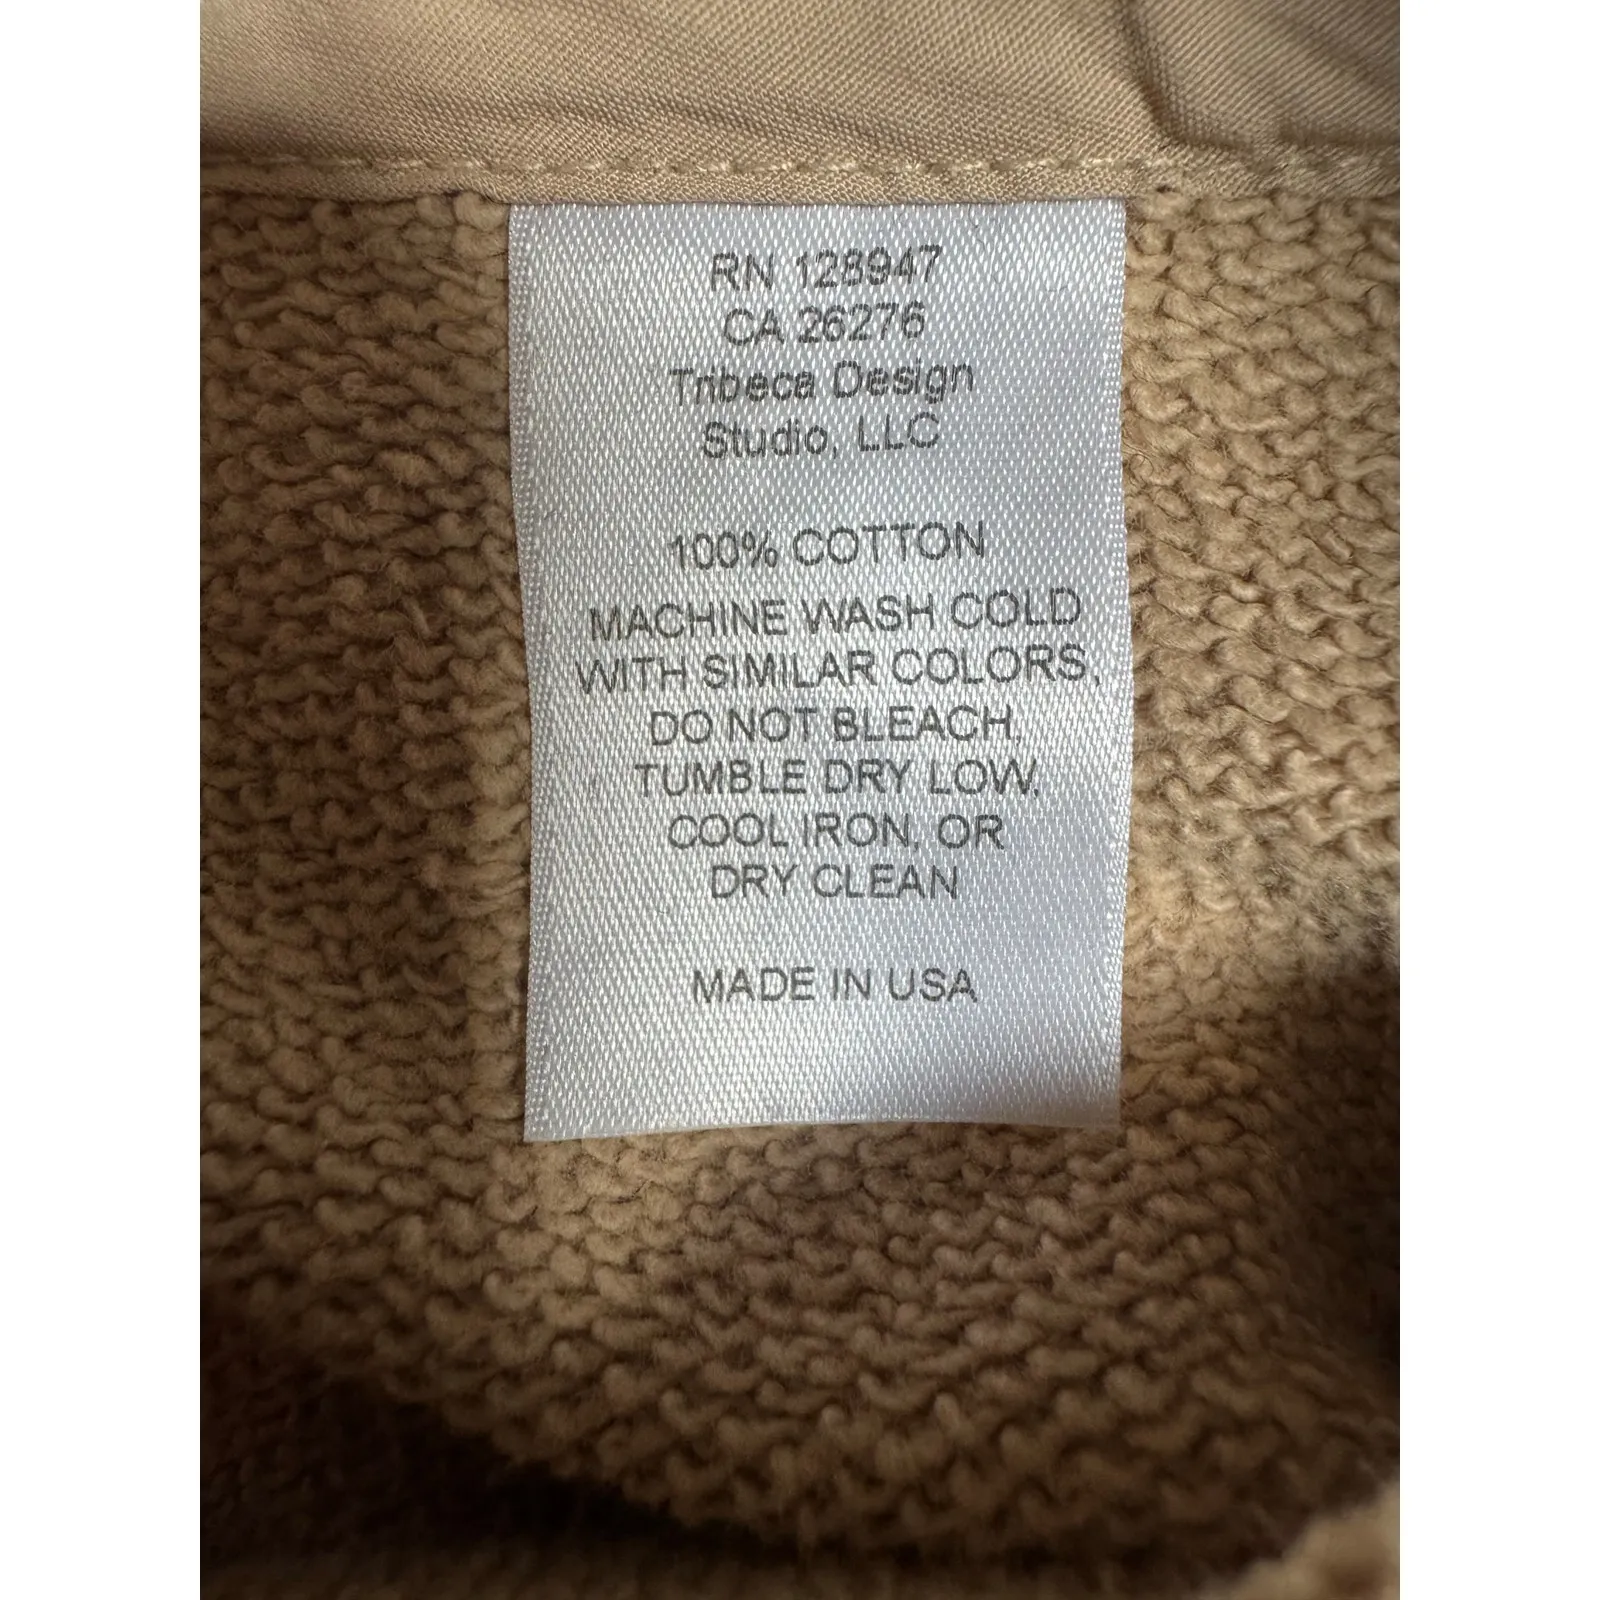 RN 128947
CA 26276
Tribeca Design
Studio, LLC
100% COTTON
MACHINE WASH COLD
WITH SIMILAR COLORS,
DO NOT BLEACH,
TUMBLE DRY LOW,
COOL IRON, OR
DRY CLEAN
MADE IN USA